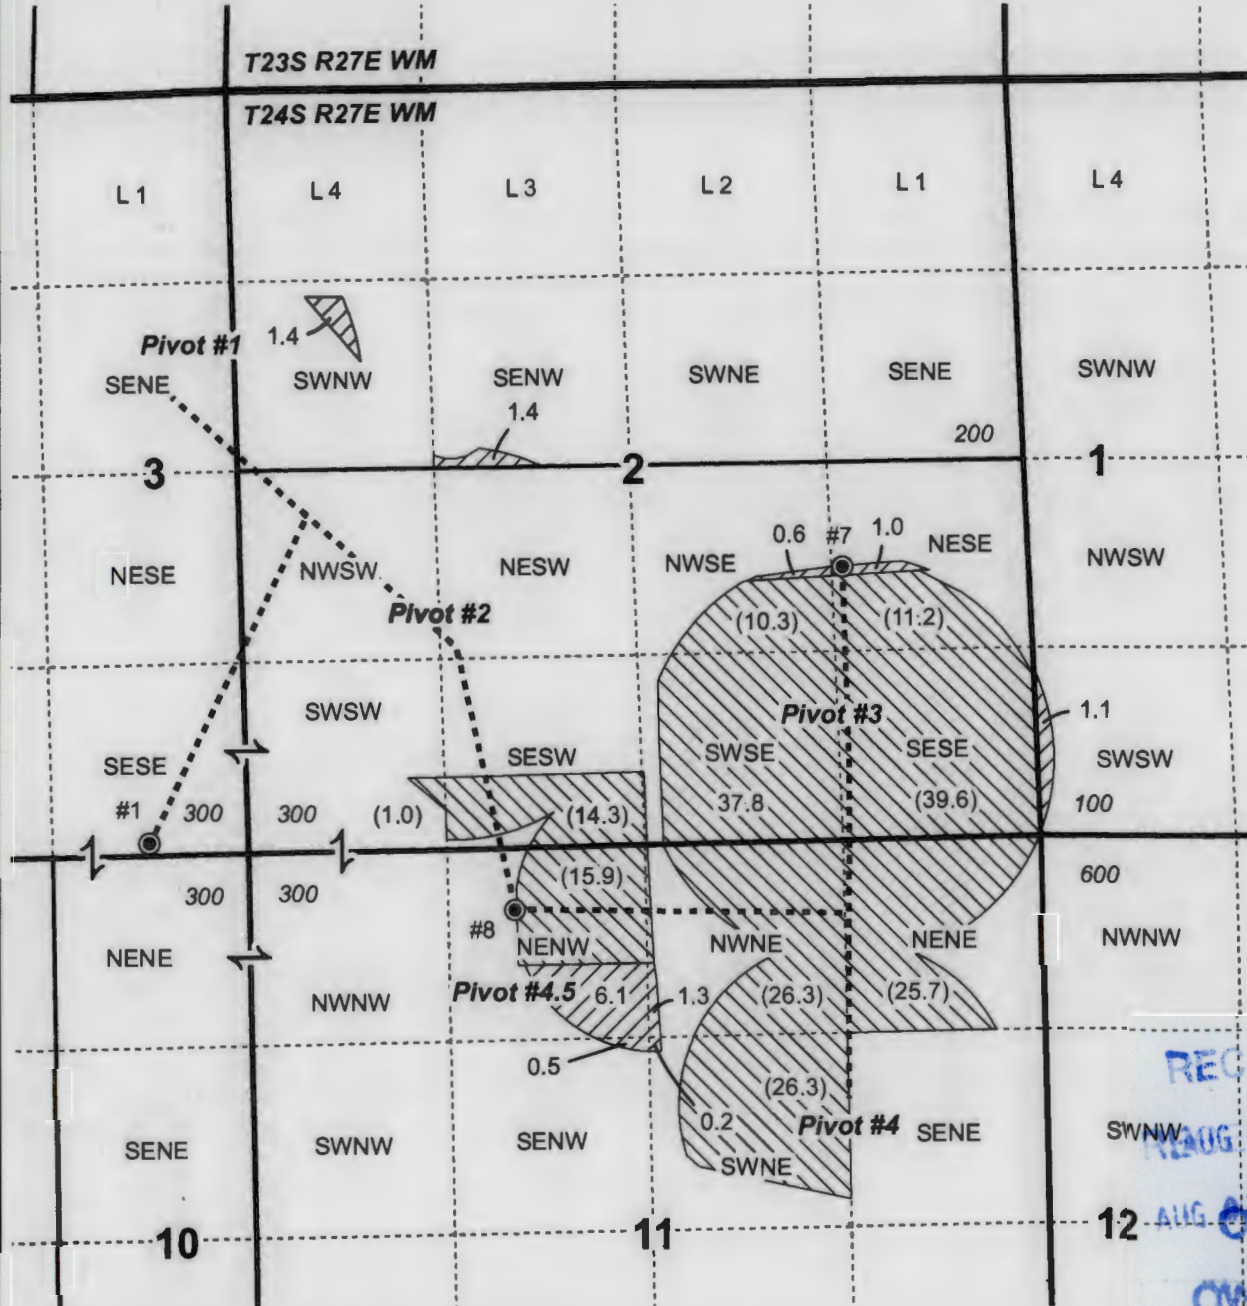 T23S R27E WM
T24S R27E WM
L 1
L 4
L 3
L 2
L 1
L 4
Pivot #1
1.4
SENE
SWNW
SENW
SWNE
SENE
SWNW
1.4
200
3
2
1
0.6
#7
1.0
NESE
NWSW
NESW
NWSE
NESE
NWSW
Pivot #2
(10.3)
(11.2)
SWSW
Pivot #3
1.1
SESE
SESW
SWSE
SESE
SWSW
#1
300
300
(1.0)
(14.3)
37.8
(39.6)
100
300
300
(15.9)
600
#8
NENE
NENW
NWNE
NENE
NWNW
NWNW
Pivot #4.5
6.1
1.3
(26.3)
(25.7)
0.5
(26.3)
REC
0.2
Pivot #4
SENE
SWNW
SENW
SWNE
SENE
SWNW
AUG
AUG
10
11
12
OW